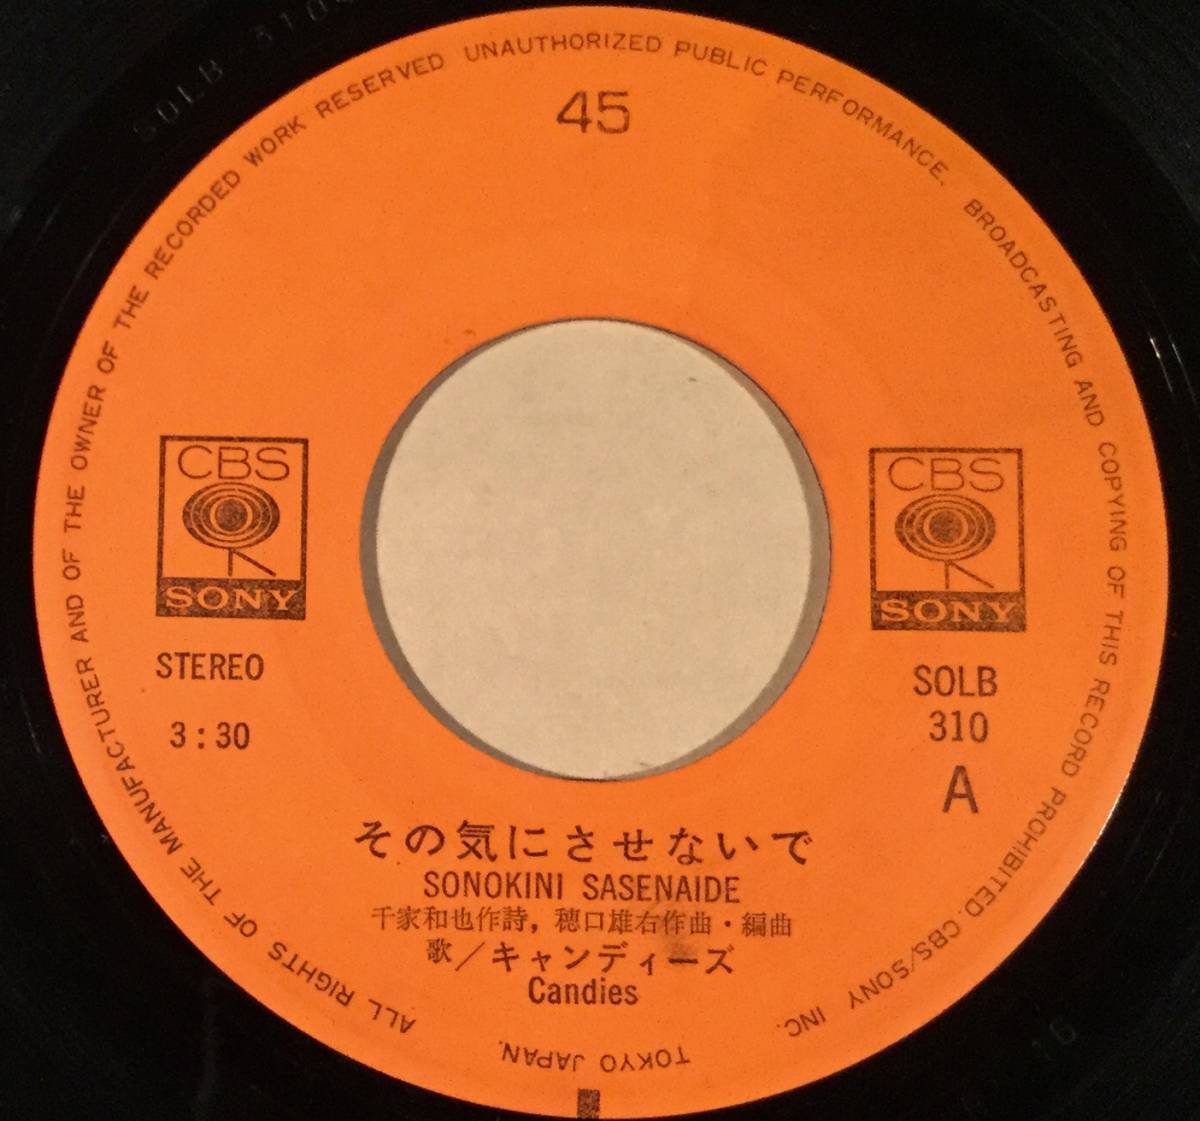 45
CBS
SONY
STEREO
3:30
CBS
SONY
SOLB
310
A
その気にさせないで
SONOKINI SASENAIDE
千家和也作詩，穂口雄右作曲・編曲
歌／キャンディーズ
Candies
ALL RIGHTS OF THE MANUFACTURER AND OF THE OWNER OF THE RECORDED WORK RESERVED UNAUTHORIZED PUBLIC PERFORMANCE. BROADCASTING AND COPYING OF THIS RECORD PROHIBITED. CBS/SONY INC.
TOKYO JAPAN.